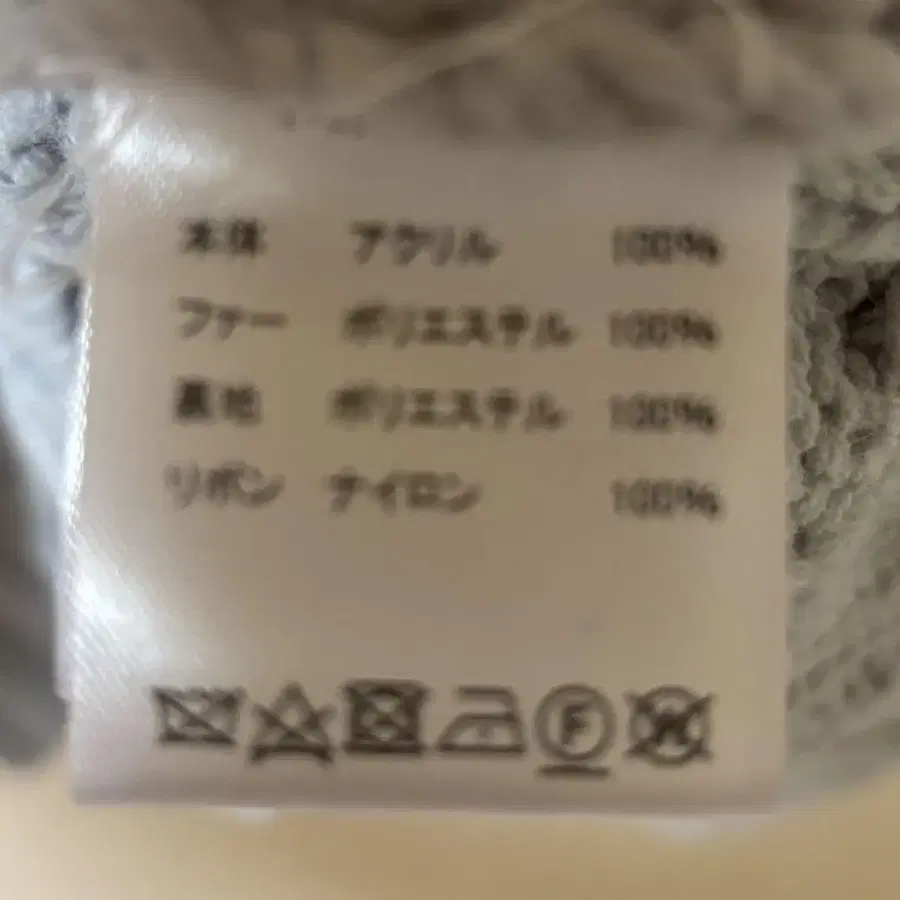 本体 アクリル 100%
ファー ポリエステル 100%
裏地 ポリエステル 100%
リボン ナイロン 100%
F
W